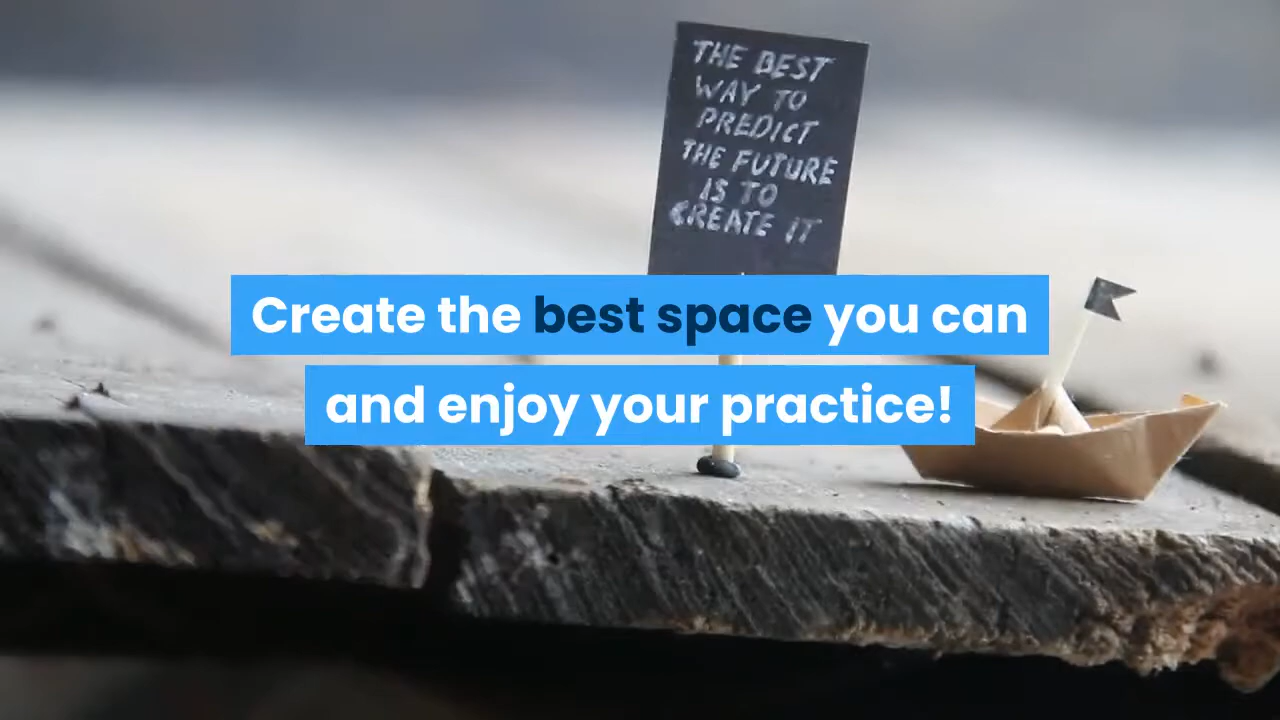 THE BEST
WAY TO
PREDICT
THE FUTURE
IS TO
CREATE IT
Create the best space you can
and enjoy your practice!